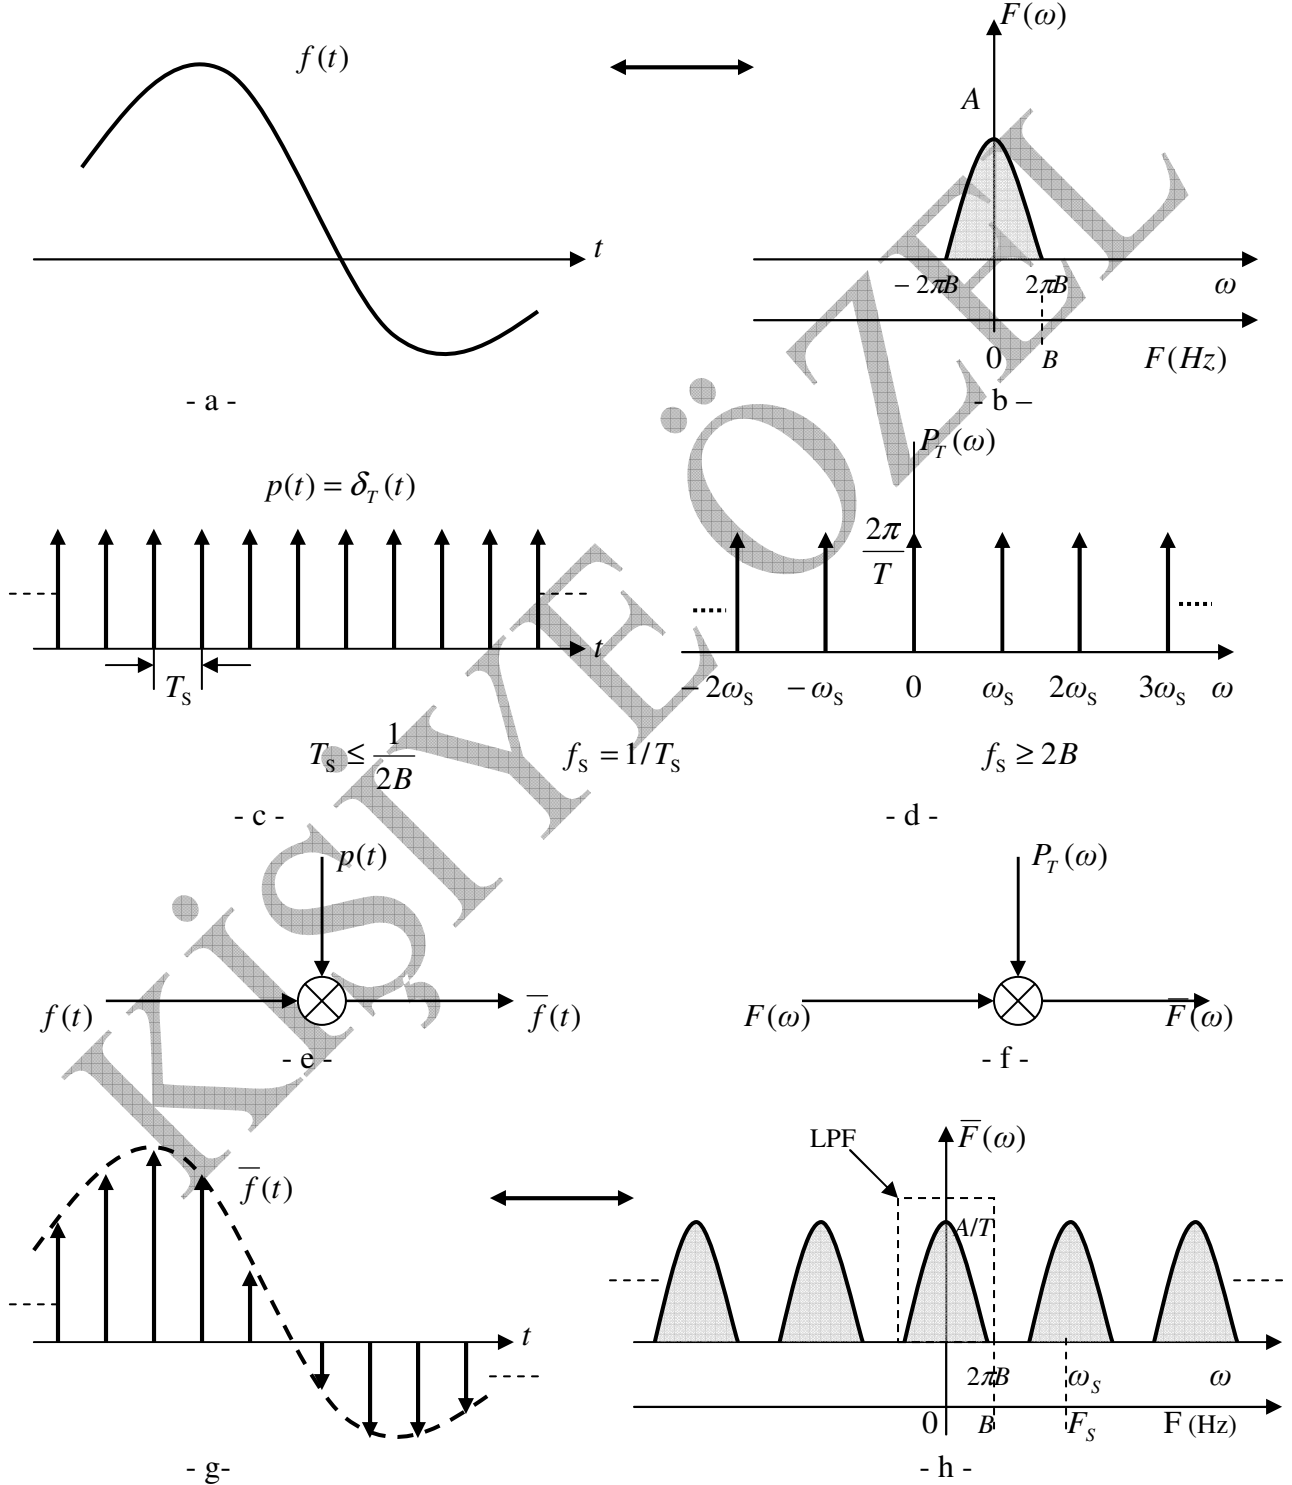 f(t)
F(ω)
A
t
− 2πB
2πB
ω
0
B
F(Hz)
- a -
- b –
p(t) = δ_T(t)
P_T(ω)
2π/T
t
T_S
− 2ω_S
− ω_S
0
ω_S
2ω_S
3ω_S
ω
T_S ≤ 1/2B
f_S = 1/T_S
f_S ≥ 2B
- c -
- d -
p(t)
P_T(ω)
f(t)
f̅(t)
F(ω)
F̅(ω)
- e -
- f -
f̅(t)
LPF
F̅(ω)
A/T
t
2πB
ω_S
ω
0
B
F_S
F (Hz)
- g-
- h -
KİŞİYE ÖZEL